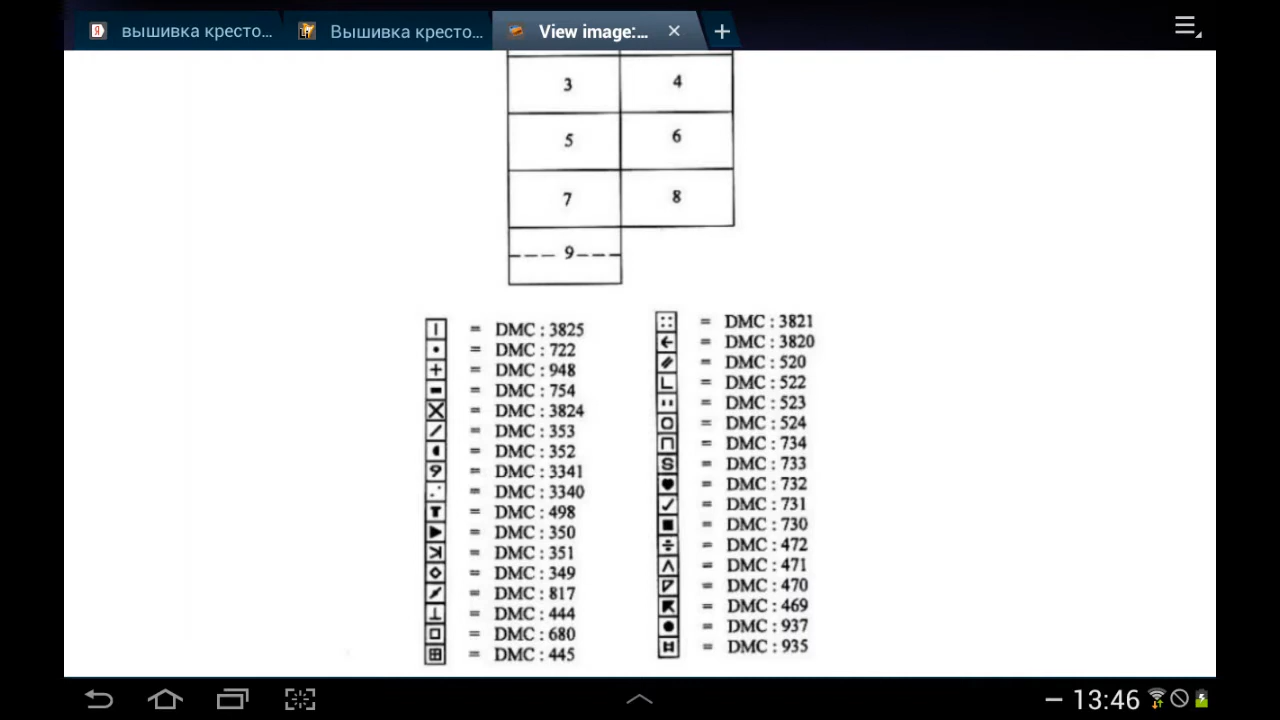 вышивка кресто...
Вышивка кресто...
View image:...
3 4
5 6
7 8
9
= DMC : 3825
= DMC : 722
= DMC : 948
= DMC : 754
= DMC : 3824
= DMC : 353
= DMC : 352
= DMC : 3341
= DMC : 3340
= DMC : 498
= DMC : 350
= DMC : 351
= DMC : 349
= DMC : 817
= DMC : 444
= DMC : 680
= DMC : 445
= DMC : 3821
= DMC : 3820
= DMC : 520
= DMC : 522
= DMC : 523
= DMC : 524
= DMC : 734
= DMC : 733
= DMC : 732
= DMC : 731
= DMC : 730
= DMC : 472
= DMC : 471
= DMC : 470
= DMC : 469
= DMC : 937
= DMC : 935
13:46